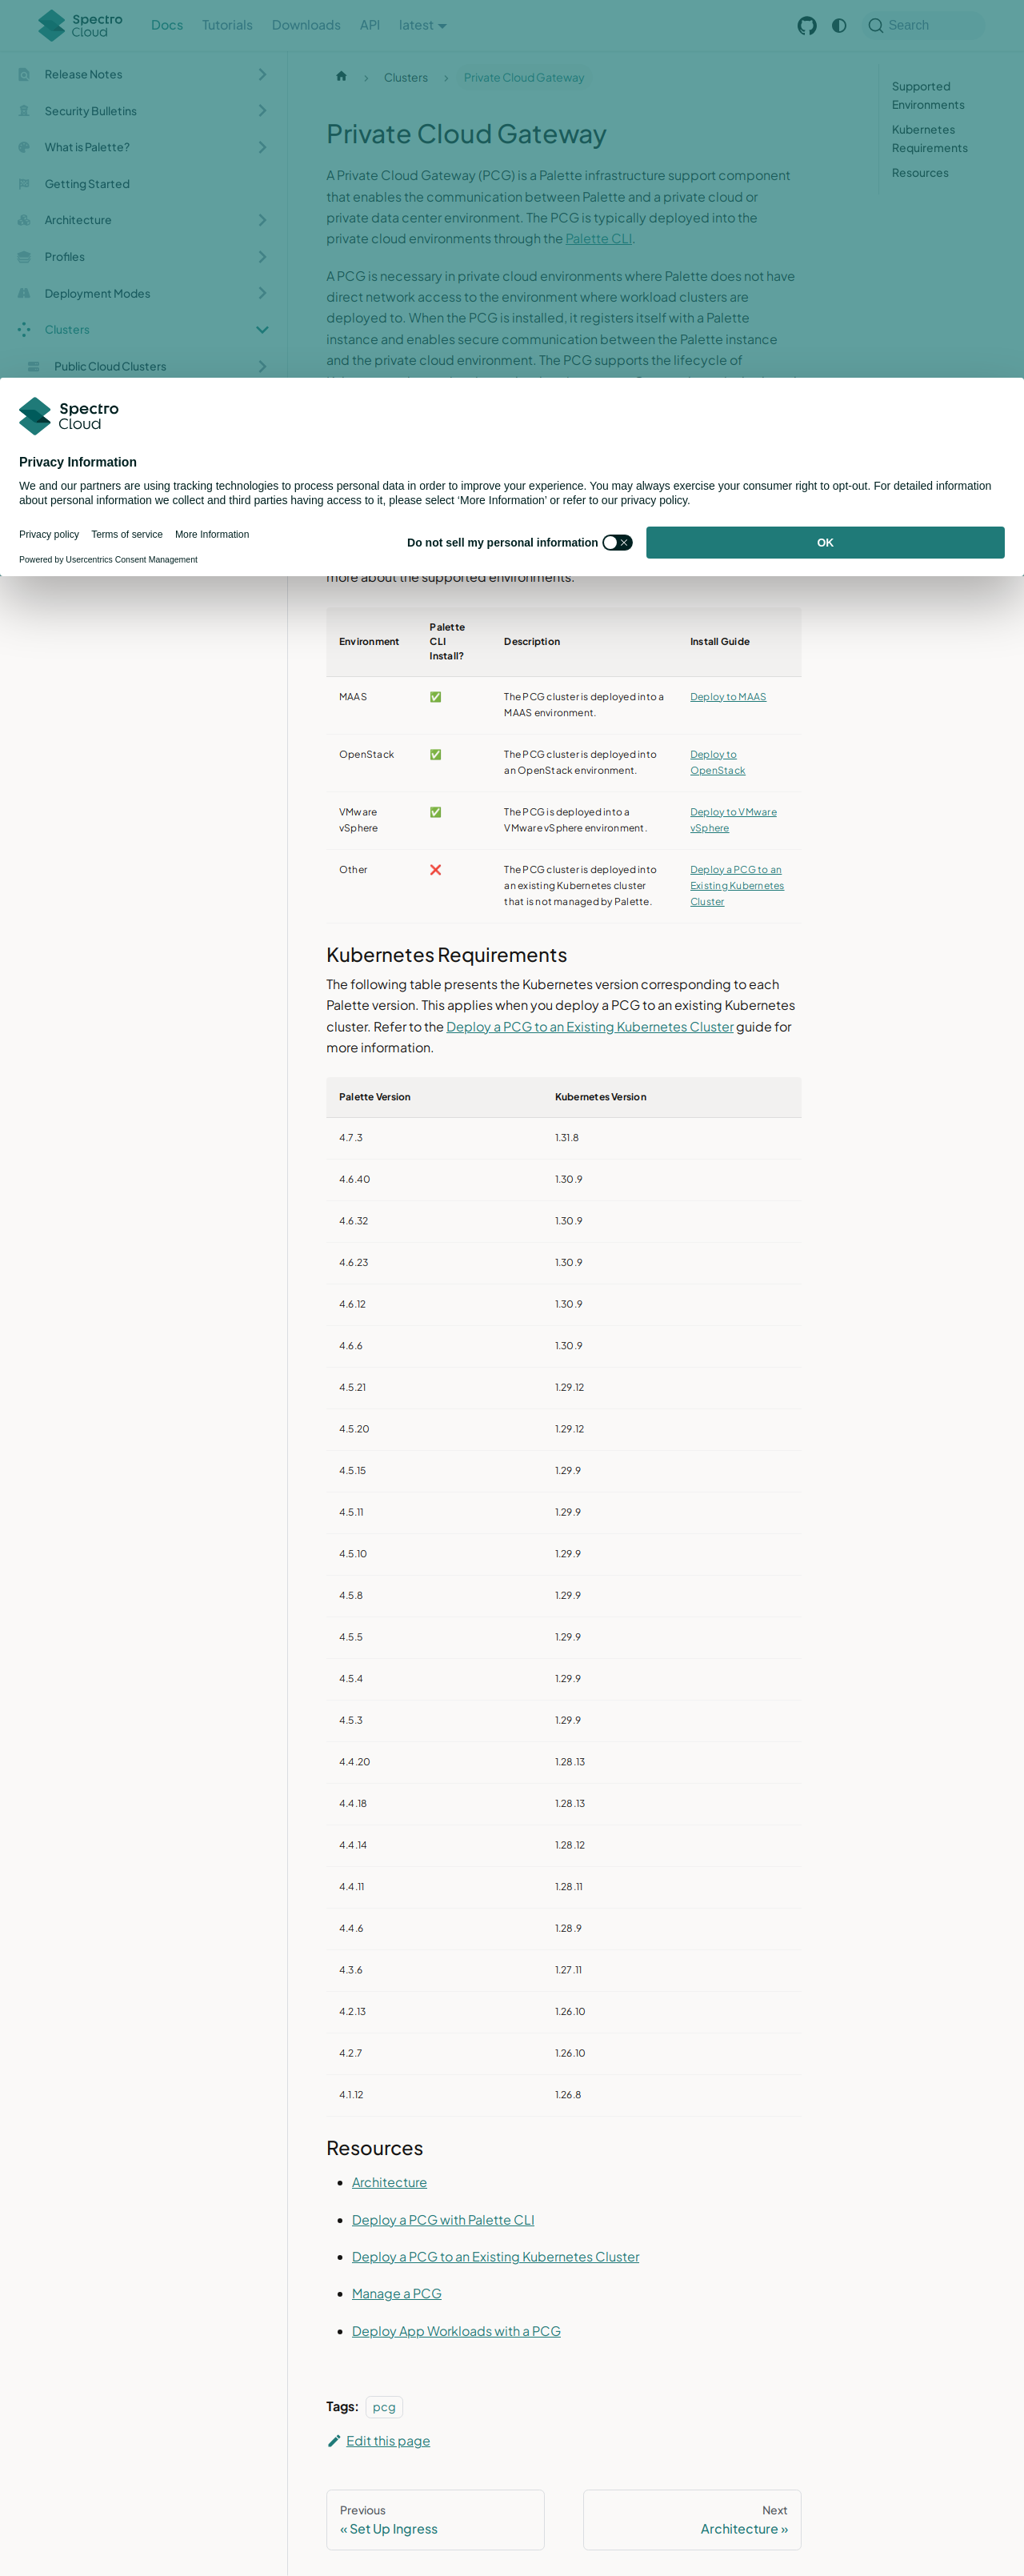 Spectro Cloud
Docs
Tutorials
Downloads
API
latest
Search
Release Notes
Security Bulletins
What is Palette?
Getting Started
Architecture
Profiles
Deployment Modes
Clusters
Public Cloud Clusters
Clusters
Private Cloud Gateway
Private Cloud Gateway
A Private Cloud Gateway (PCG) is a Palette infrastructure support component
that enables the communication between Palette and a private cloud or
private data center environment. The PCG is typically deployed into the
private cloud environments through the Palette CLI.
A PCG is necessary in private cloud environments where Palette does not have
direct network access to the environment where workload clusters are
deployed to. When the PCG is installed, it registers itself with a Palette
instance and enables secure communication between the Palette instance
and the private cloud environment. The PCG supports the lifecycle of
Supported
Environments
Kubernetes
Requirements
Resources
Spectro
Cloud
Privacy Information
We and our partners are using tracking technologies to process personal data in order to improve your experience. You may always exercise your consumer right to opt-out. For detailed information
about personal information we collect and third parties having access to it, please select ‘More Information’ or refer to our privacy policy.
Privacy policy
Terms of service
More Information
Powered by Usercentrics Consent Management
Do not sell my personal information
OK
more about the supported environments.
Environment
Palette
CLI
Install?
Description
Install Guide
MAAS
✅
The PCG cluster is deployed into a
MAAS environment.
Deploy to MAAS
OpenStack
✅
The PCG cluster is deployed into
an OpenStack environment.
Deploy to
OpenStack
VMware
vSphere
✅
The PCG is deployed into a
VMware vSphere environment.
Deploy to VMware
vSphere
Other
❌
The PCG cluster is deployed into
an existing Kubernetes cluster
that is not managed by Palette.
Deploy a PCG to an
Existing Kubernetes
Cluster
Kubernetes Requirements
The following table presents the Kubernetes version corresponding to each
Palette version. This applies when you deploy a PCG to an existing Kubernetes
cluster. Refer to the Deploy a PCG to an Existing Kubernetes Cluster guide for
more information.
Palette Version
Kubernetes Version
4.7.3
1.31.8
4.6.40
1.30.9
4.6.32
1.30.9
4.6.23
1.30.9
4.6.12
1.30.9
4.6.6
1.30.9
4.5.21
1.29.12
4.5.20
1.29.12
4.5.15
1.29.9
4.5.11
1.29.9
4.5.10
1.29.9
4.5.8
1.29.9
4.5.5
1.29.9
4.5.4
1.29.9
4.5.3
1.29.9
4.4.20
1.28.13
4.4.18
1.28.13
4.4.14
1.28.12
4.4.11
1.28.11
4.4.6
1.28.9
4.3.6
1.27.11
4.2.13
1.26.10
4.2.7
1.26.10
4.1.12
1.26.8
Resources
Architecture
Deploy a PCG with Palette CLI
Deploy a PCG to an Existing Kubernetes Cluster
Manage a PCG
Deploy App Workloads with a PCG
Tags: pcg
Edit this page
Previous
« Set Up Ingress
Next
Architecture »